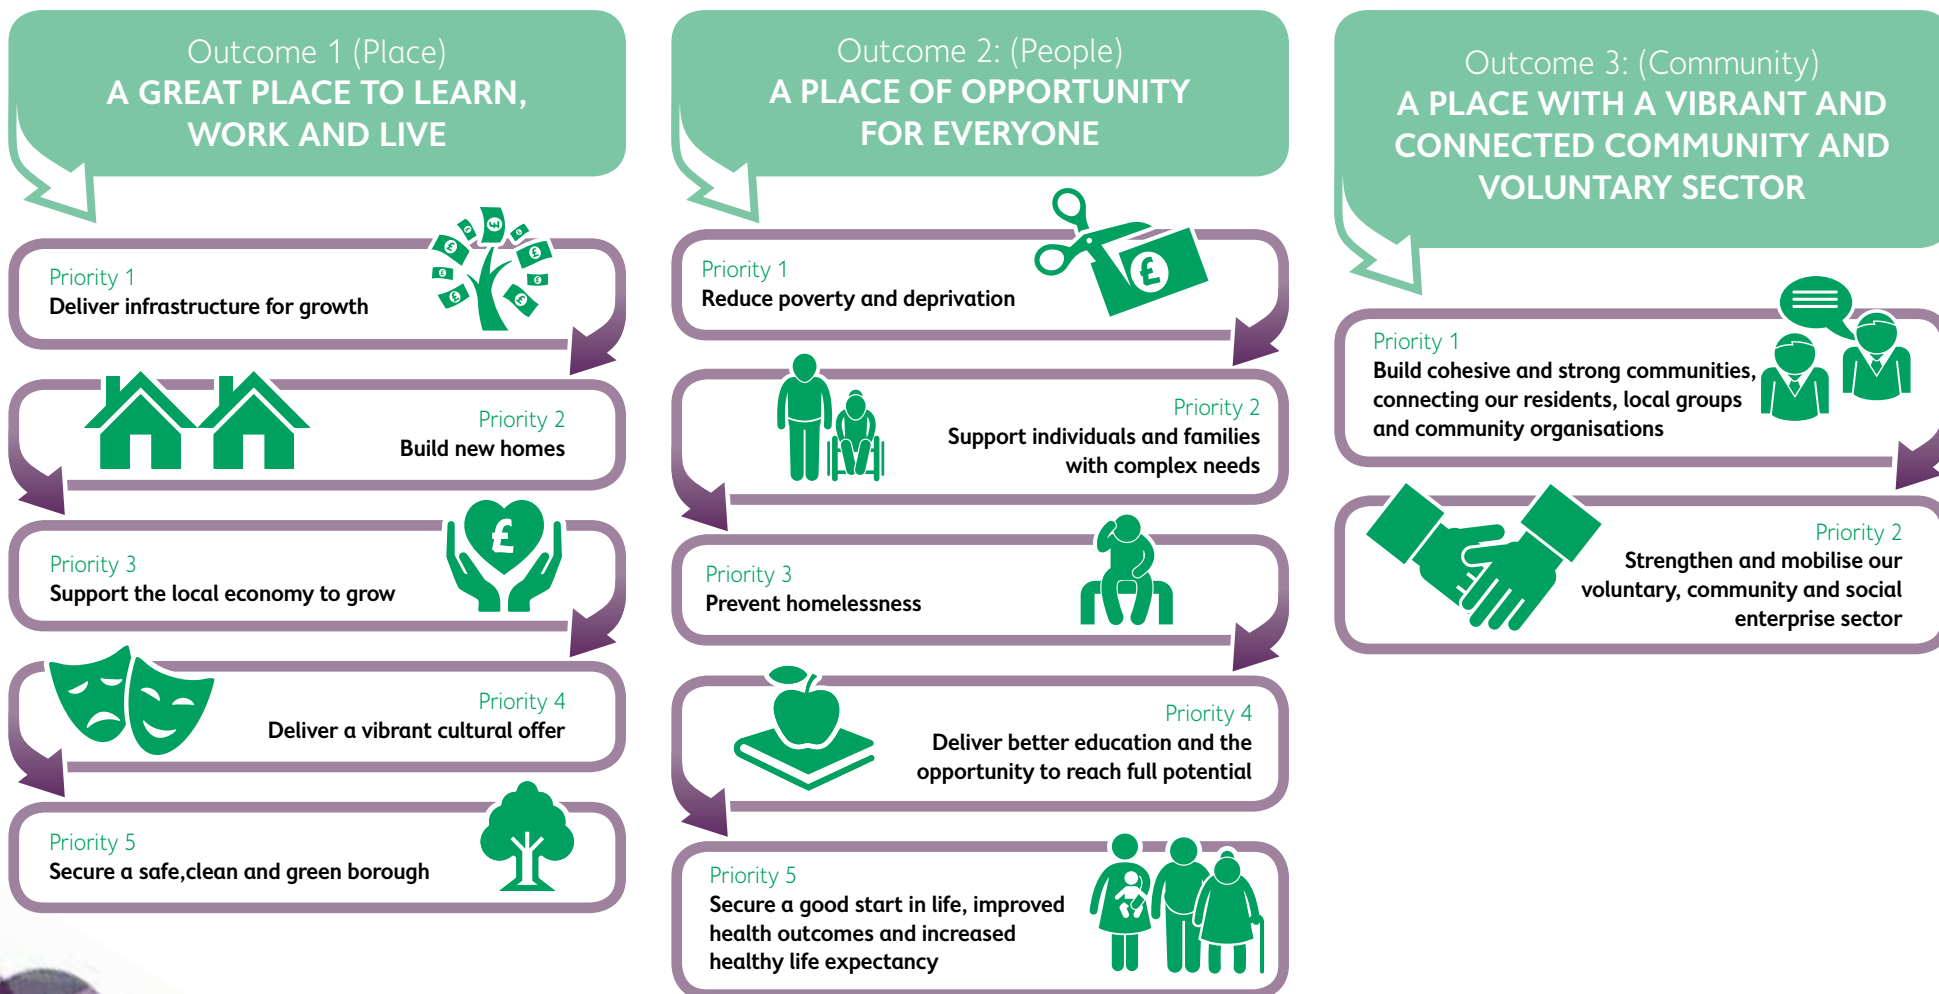 Outcome 1 (Place)
A GREAT PLACE TO LEARN,
WORK AND LIVE
Priority 1
Deliver infrastructure for growth
£
£
£
£
£
£
£
£
£
Priority 2
Build new homes
Priority 3
Support the local economy to grow
£
Priority 4
Deliver a vibrant cultural offer
Priority 5
Secure a safe,clean and green borough
Outcome 2: (People)
A PLACE OF OPPORTUNITY
FOR EVERYONE
Priority 1
Reduce poverty and deprivation
£
Priority 2
Support individuals and families
with complex needs
Priority 3
Prevent homelessness
Priority 4
Deliver better education and the
opportunity to reach full potential
Priority 5
Secure a good start in life, improved
health outcomes and increased
healthy life expectancy
Outcome 3: (Community)
A PLACE WITH A VIBRANT AND
CONNECTED COMMUNITY AND
VOLUNTARY SECTOR
Priority 1
Build cohesive and strong communities,
connecting our residents, local groups
and community organisations
Priority 2
Strengthen and mobilise our
voluntary, community and social
enterprise sector